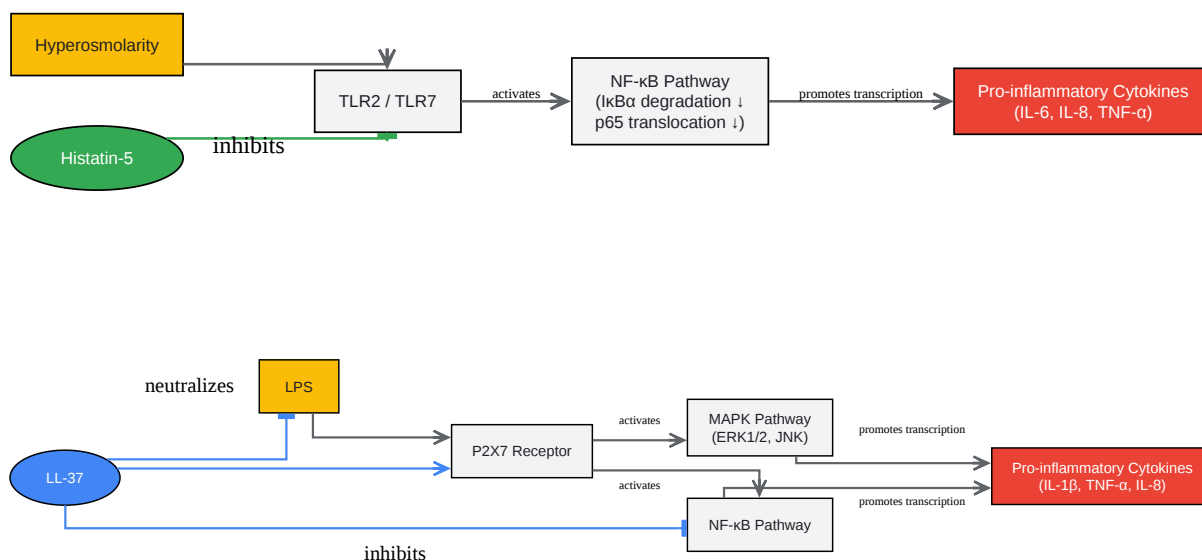 Hyperosmolarity
TLR2 / TLR7
activates
NF-κB Pathway
(IκBα degradation ↓
p65 translocation ↓)
promotes transcription
Pro-inflammatory Cytokines
(IL-6, IL-8, TNF-α)
Histatin-5
inhibits
neutralizes
LPS
LL-37
P2X7 Receptor
activates
MAPK Pathway
(ERK1/2, JNK)
promotes transcription
activates
NF-κB Pathway
promotes transcription
Pro-inflammatory Cytokines
(IL-1β, TNF-α, IL-8)
inhibits